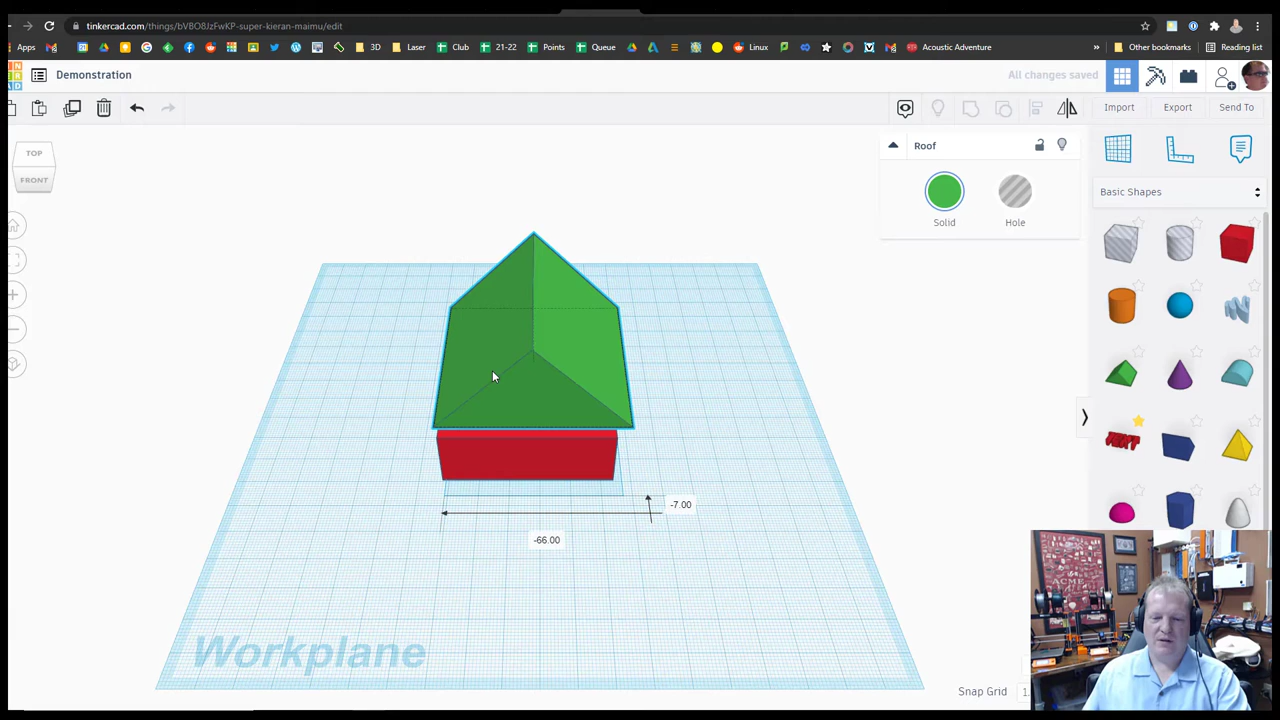 tinkercad.com/things/bVBO8JzFwKP-super-kieran-maimu/edit
Apps
3D
Laser
Club
21-22
Points
Queue
Linux
Acoustic Adventure
»
Other bookmarks
Reading list
Demonstration
All changes saved
Import
Export
Send To
TOP
FRONT
Roof
Solid
Hole
Basic Shapes
TEXT
-7.00
-66.00
Workplane
ACME
Snap Grid